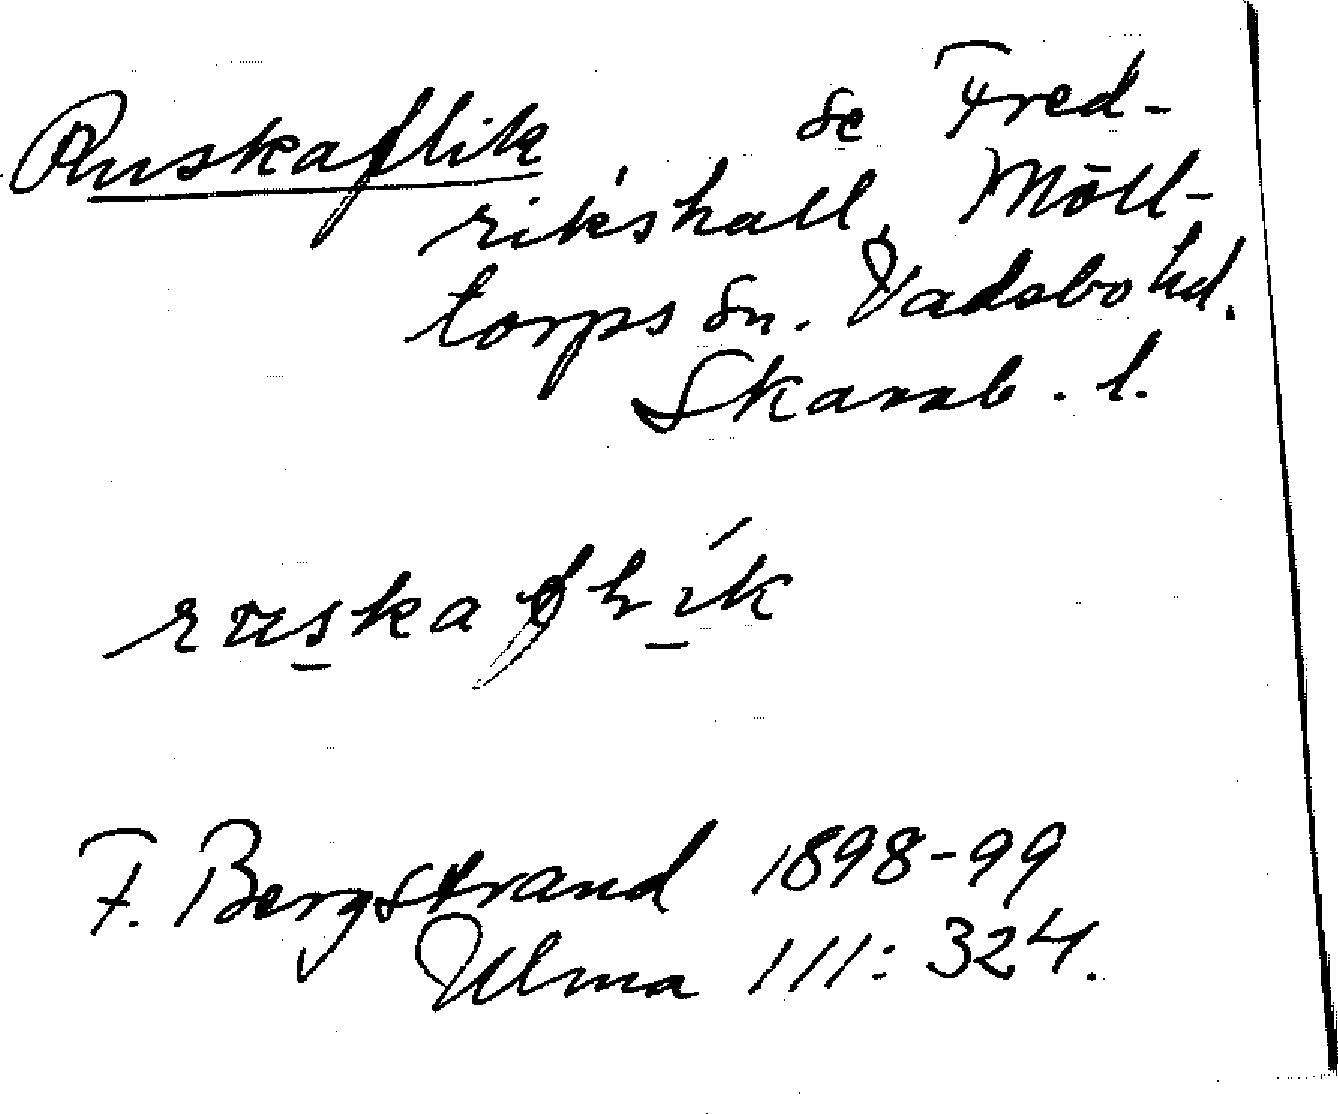 Ruskaflik se Fred-
rikshall, Möll-
torps sn. Vadsbo hd.
Skarab. l.
ruskaflik
F. Bergstrand 1898-99
Ulma 111:324.